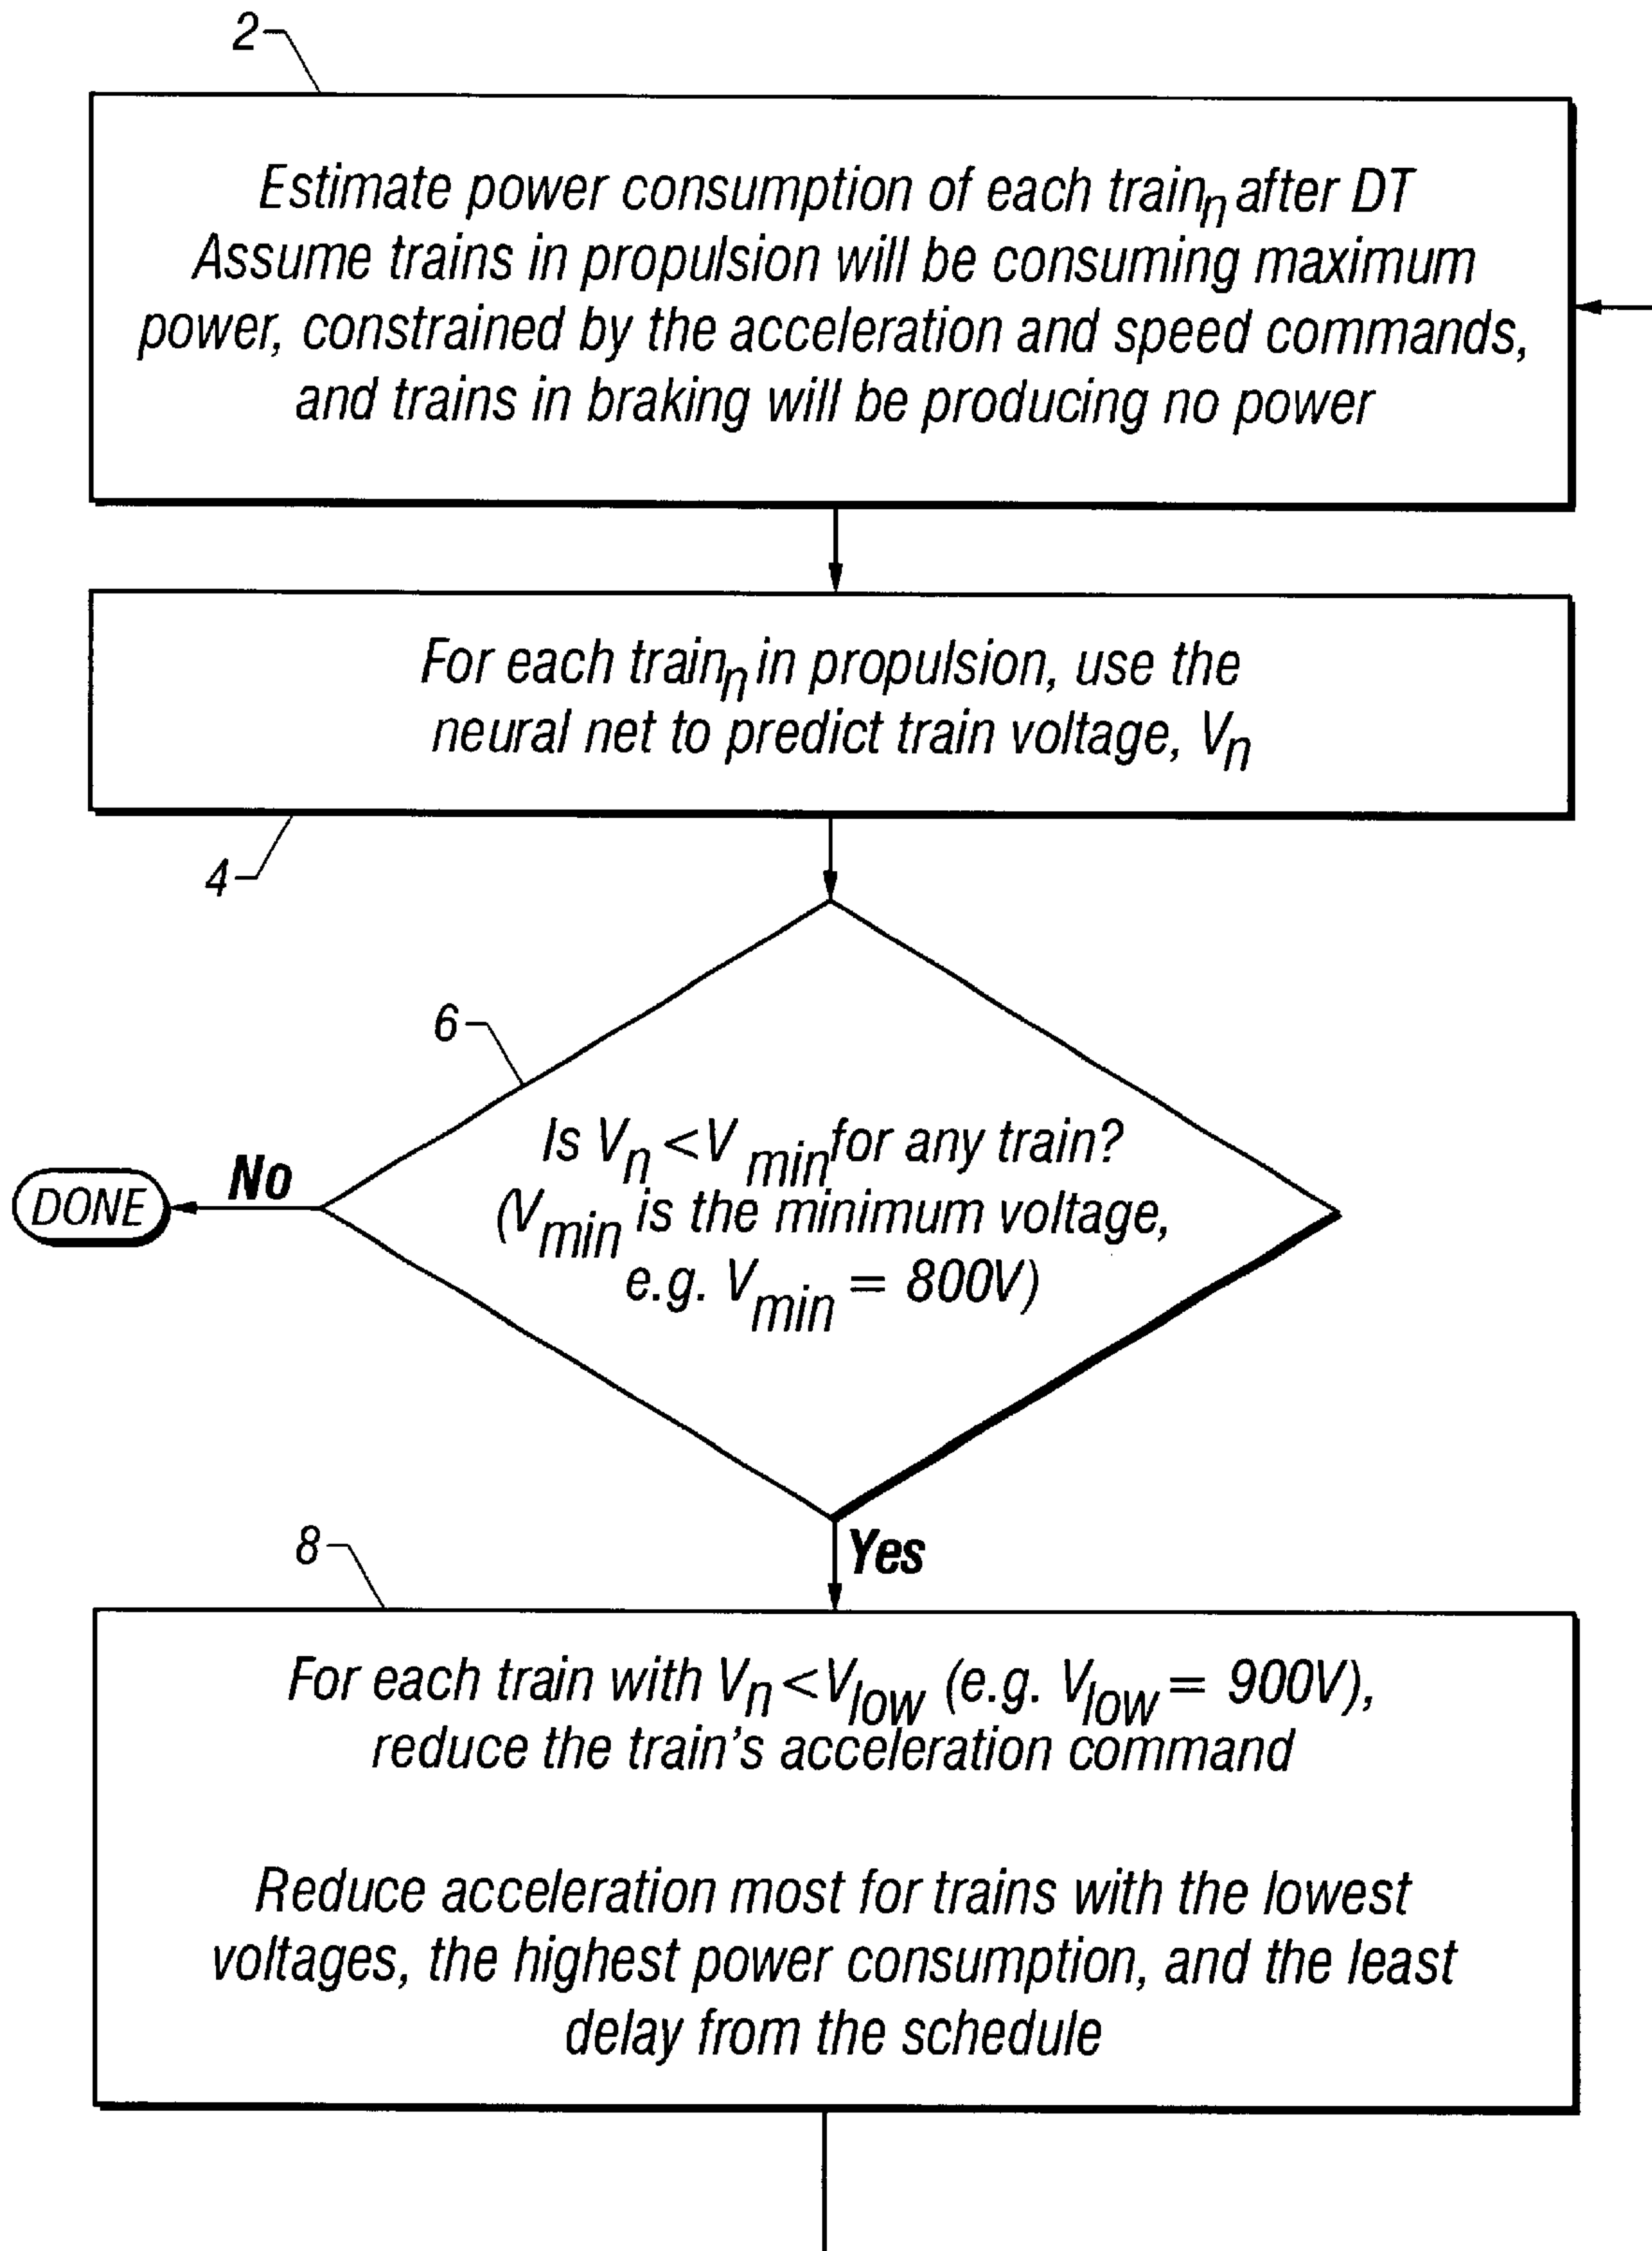 2
Estimate power consumption of each trainₙ after DT
Assume trains in propulsion will be consuming maximum
power, constrained by the acceleration and speed commands,
and trains in braking will be producing no power
For each trainₙ in propulsion, use the
neural net to predict train voltage, Vₙ
4
6
Is Vn < V min for any train?
(Vmin is the minimum voltage,
e.g. Vmin = 800V)
No
DONE
Yes
8
For each train with Vn < Vlow (e.g. Vlow = 900V),
reduce the train's acceleration command
Reduce acceleration most for trains with the lowest
voltages, the highest power consumption, and the least
delay from the schedule